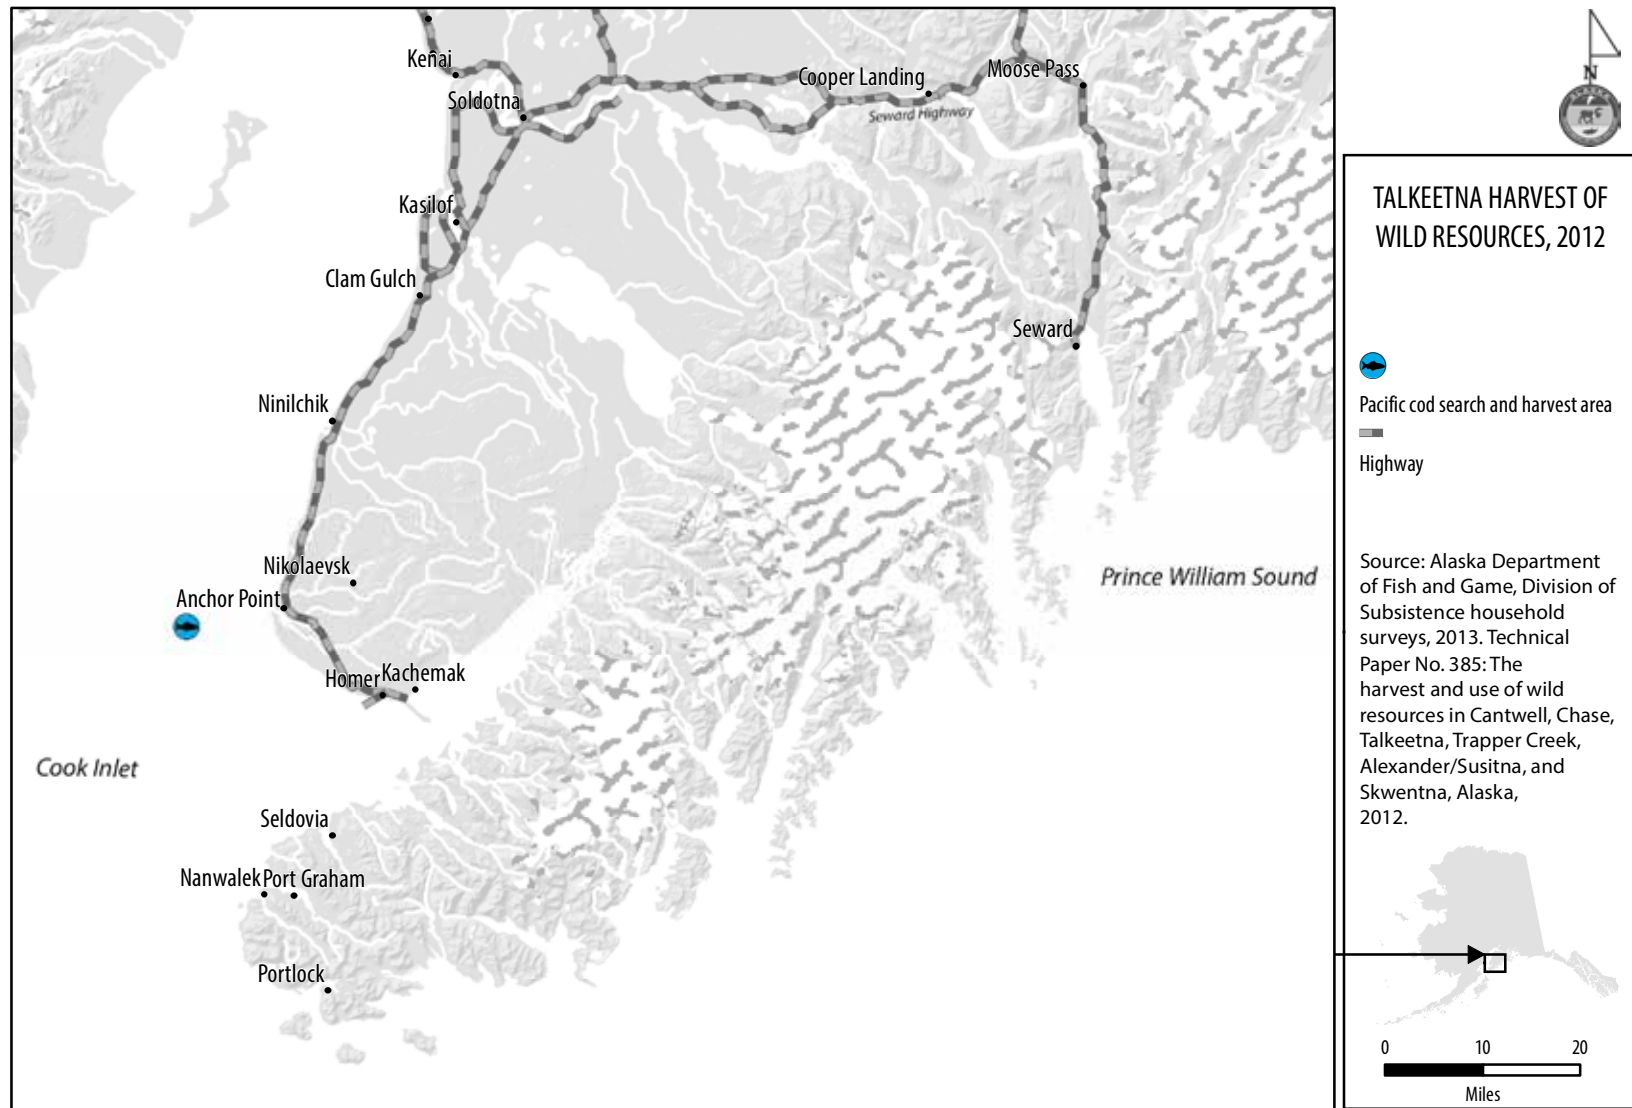 Kenai
Soldotna
Cooper Landing
Moose Pass
Seward Highway
Kasilof
Clam Gulch
Seward
Ninilchik
Nikolaevsk
Anchor Point
Prince William Sound
Homer
Kachemak
Cook Inlet
Seldovia
Nanwalek
Port Graham
Portlock
N
TALKEETNA HARVEST OF
WILD RESOURCES, 2012
Pacific cod search and harvest area
Highway
Source: Alaska Department
of Fish and Game, Division of
Subsistence household
surveys, 2013. Technical
Paper No. 385: The
harvest and use of wild
resources in Cantwell, Chase,
Talkeetna, Trapper Creek,
Alexander/Susitna, and
Skwentna, Alaska,
2012.
0 10 20
Miles